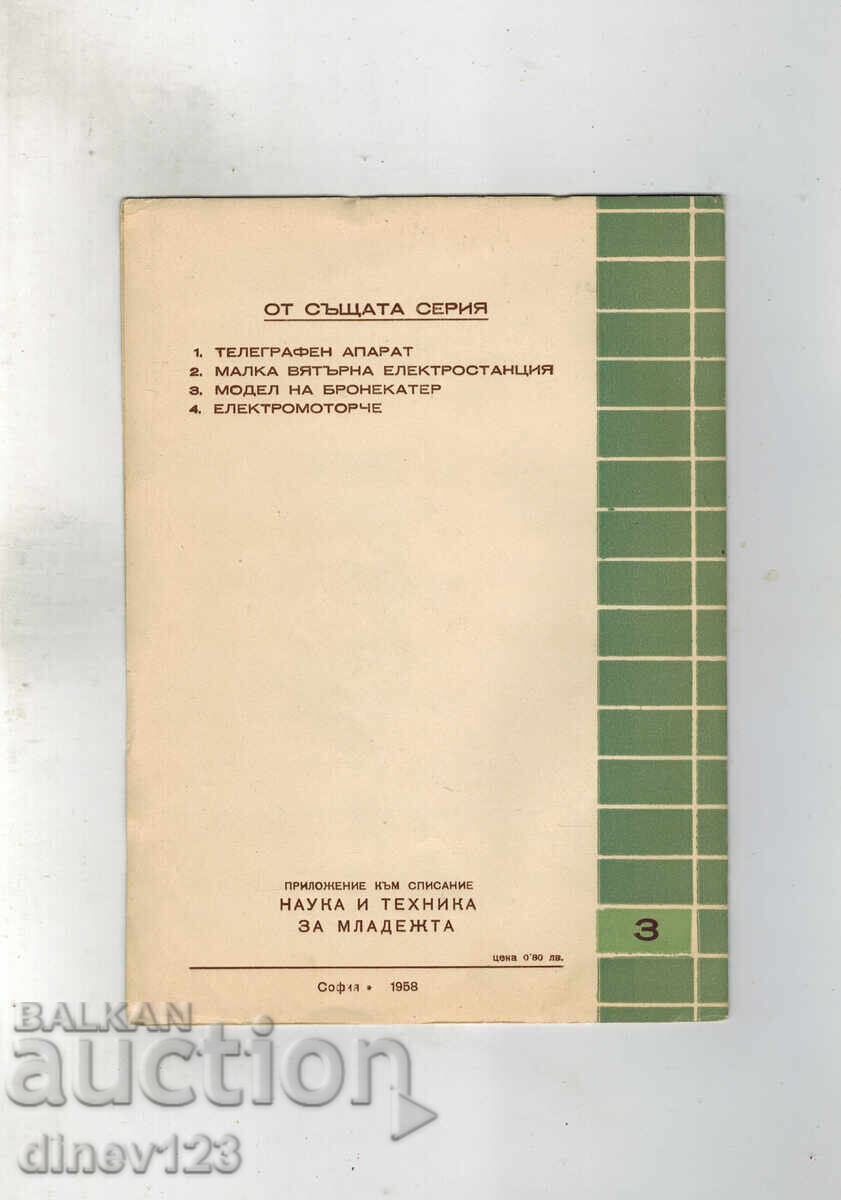 ОТ СЪЩАТА СЕРИЯ
1. ТЕЛЕГРАФЕН АПАРАТ
2. МАЛКА ВЯТЪРНА ЕЛЕКТРОСТАНЦИЯ
3. МОДЕЛ НА БРОНЕКАТЕР
4. ЕЛЕКТРОМОТОРЧЕ
ПРИЛОЖЕНИЕ КЪМ СПИСАНИЕ
НАУКА И ТЕХНИКА
ЗА МЛАДЕЖТА
3
цена 0'80 лв.
София • 1958
BALKAN
auction
dinev123